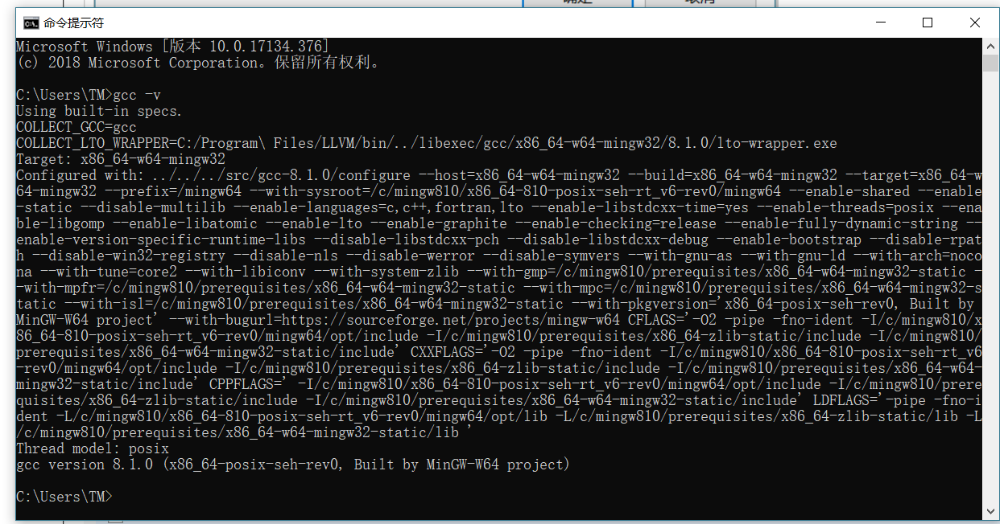 命令提示符
Microsoft Windows [版本 10.0.17134.376]
(c) 2018 Microsoft Corporation。保留所有权利。
C:\Users\TM>gcc -v
Using built-in specs.
COLLECT_GCC=gcc
COLLECT_LTO_WRAPPER=C:/Program\ Files/LLVM/bin/../libexec/gcc/x86_64-w64-mingw32/8.1.0/lto-wrapper.exe
Target: x86_64-w64-mingw32
Configured with: ../../../src/gcc-8.1.0/configure --host=x86_64-w64-mingw32 --build=x86_64-w64-mingw32 --target=x86_64-w
64-mingw32 --prefix=/mingw64 --with-sysroot=/c/mingw810/x86_64-810-posix-seh-rt_v6-rev0/mingw64 --enable-shared --enable
-static --disable-multilib --enable-languages=c,c++,fortran,lto --enable-libstdcxx-time=yes --enable-threads=posix --ena
ble-libgomp --enable-libatomic --enable-lto --enable-graphite --enable-checking=release --enable-fully-dynamic-string --
enable-version-specific-runtime-libs --disable-libstdcxx-pch --disable-libstdcxx-debug --enable-bootstrap --disable-rpat
h --disable-win32-registry --disable-nls --disable-werror --disable-symvers --with-gnu-as --with-gnu-ld --with-arch=noco
na --with-tune=core2 --with-libiconv --with-system-zlib --with-gmp=/c/mingw810/prerequisites/x86_64-w64-mingw32-static -
-with-mpfr=/c/mingw810/prerequisites/x86_64-w64-mingw32-static --with-mpc=/c/mingw810/prerequisites/x86_64-w64-mingw32-s
tatic --with-isl=/c/mingw810/prerequisites/x86_64-w64-mingw32-static --with-pkgversion='x86_64-posix-seh-rev0, Built by
MinGW-W64 project' --with-bugurl=https://sourceforge.net/projects/mingw-w64 CFLAGS='-O2 -pipe -fno-ident -I/c/mingw810/x
86_64-810-posix-seh-rt_v6-rev0/mingw64/opt/include -I/c/mingw810/prerequisites/x86_64-zlib-static/include -I/c/mingw810/
prerequisites/x86_64-w64-mingw32-static/include' CXXFLAGS='-O2 -pipe -fno-ident -I/c/mingw810/x86_64-810-posix-seh-rt_v6
-rev0/mingw64/opt/include -I/c/mingw810/prerequisites/x86_64-zlib-static/include -I/c/mingw810/prerequisites/x86_64-w64-
mingw32-static/include' CPPFLAGS=' -I/c/mingw810/x86_64-810-posix-seh-rt_v6-rev0/mingw64/opt/include -I/c/mingw810/prere
quisites/x86_64-zlib-static/include -I/c/mingw810/prerequisites/x86_64-w64-mingw32-static/include' LDFLAGS='-pipe -fno-i
dent -L/c/mingw810/x86_64-810-posix-seh-rt_v6-rev0/mingw64/opt/lib -L/c/mingw810/prerequisites/x86_64-zlib-static/lib -L
/c/mingw810/prerequisites/x86_64-w64-mingw32-static/lib '
Thread model: posix
gcc version 8.1.0 (x86_64-posix-seh-rev0, Built by MinGW-W64 project)
C:\Users\TM>